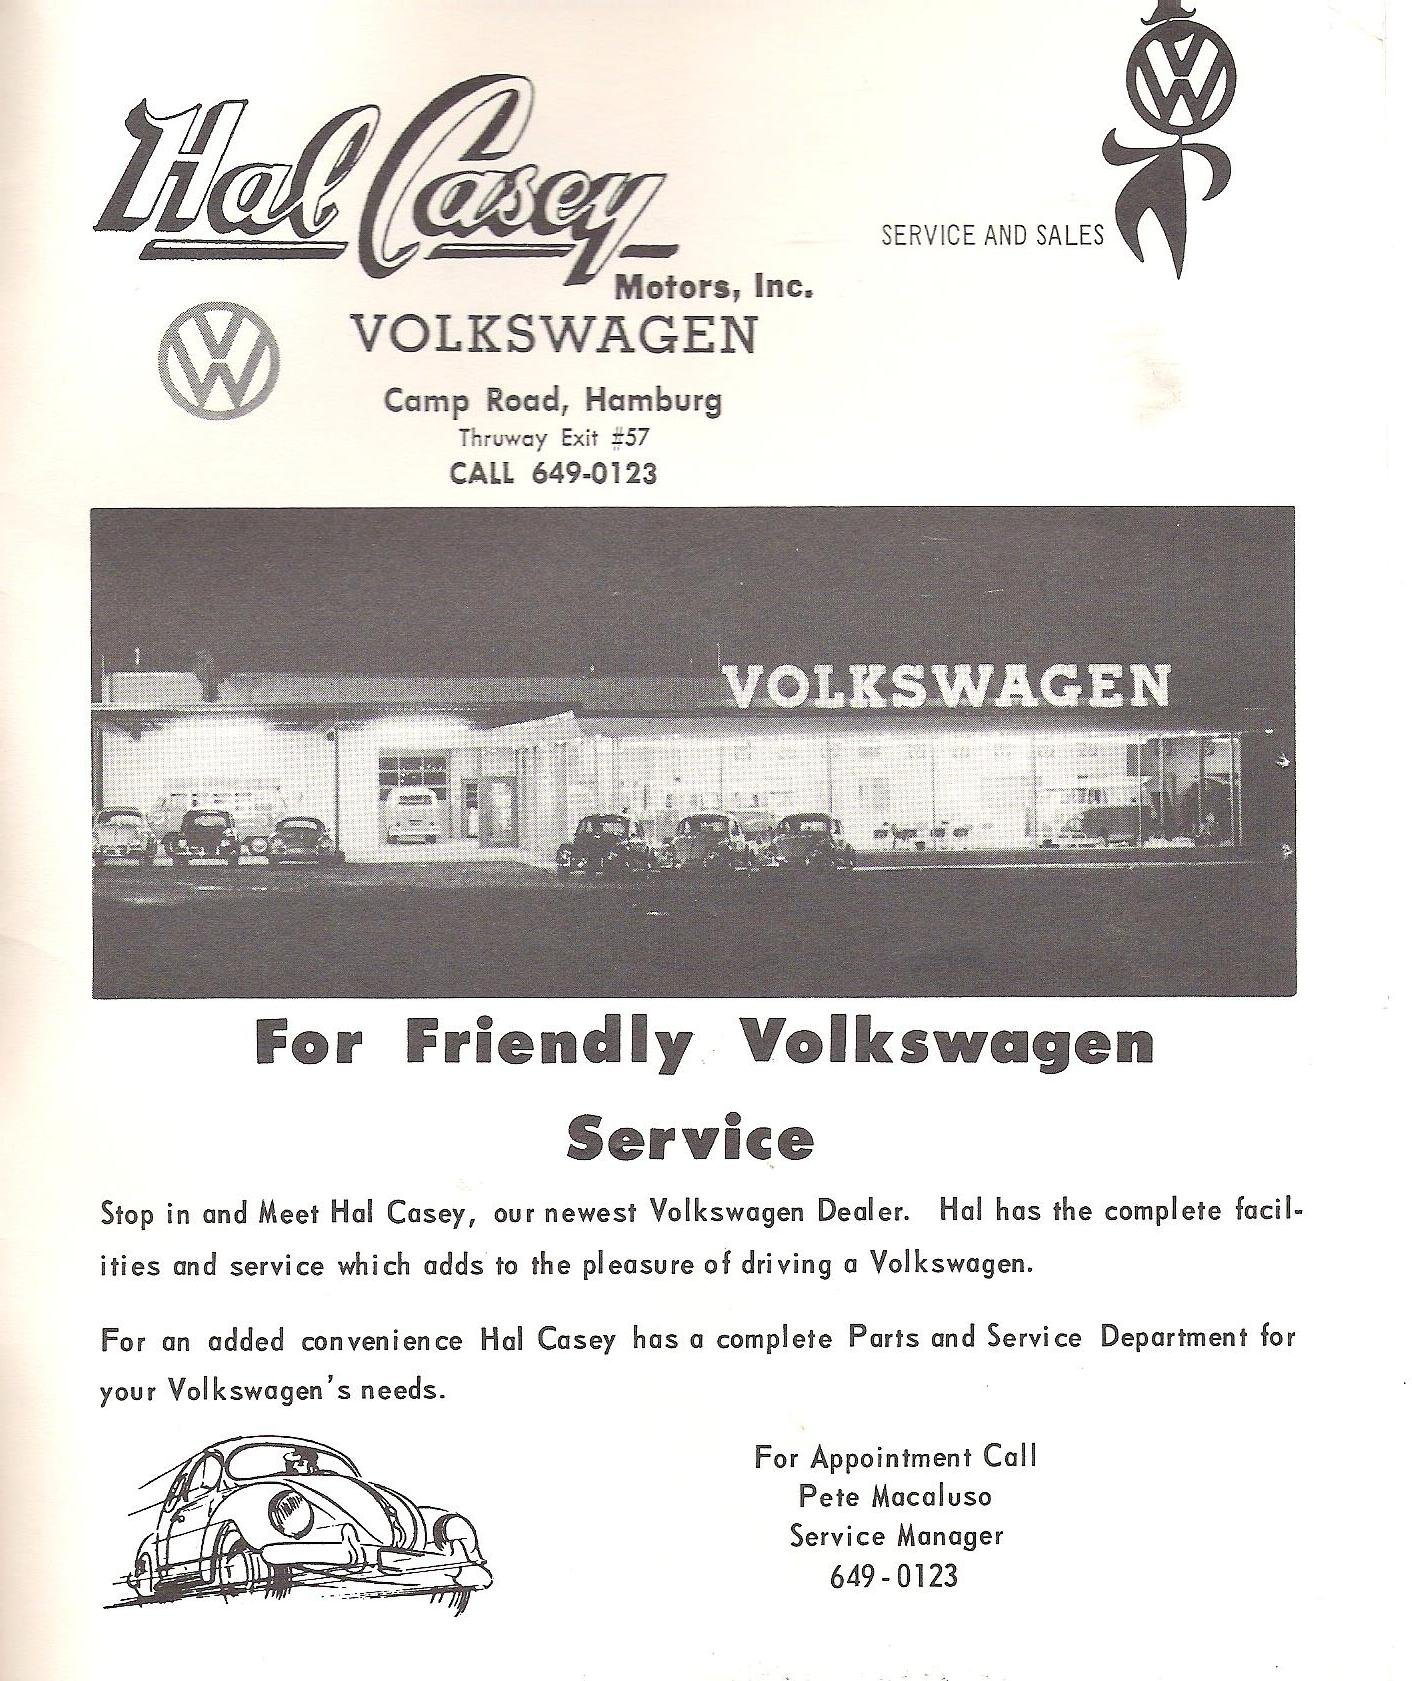 Hal Casey
Motors, Inc.
SERVICE AND SALES
VOLKSWAGEN
Camp Road, Hamburg
Thruway Exit #57
CALL 649-0123
VOLKSWAGEN
For Friendly Volkswagen
Service
Stop in and Meet Hal Casey, our newest Volkswagen Dealer. Hal has the complete facil-
ities and service which adds to the pleasure of driving a Volkswagen.
For an added convenience Hal Casey has a complete Parts and Service Department for
your Volkswagen's needs.
For Appointment Call
Pete Macaluso
Service Manager
649-0123